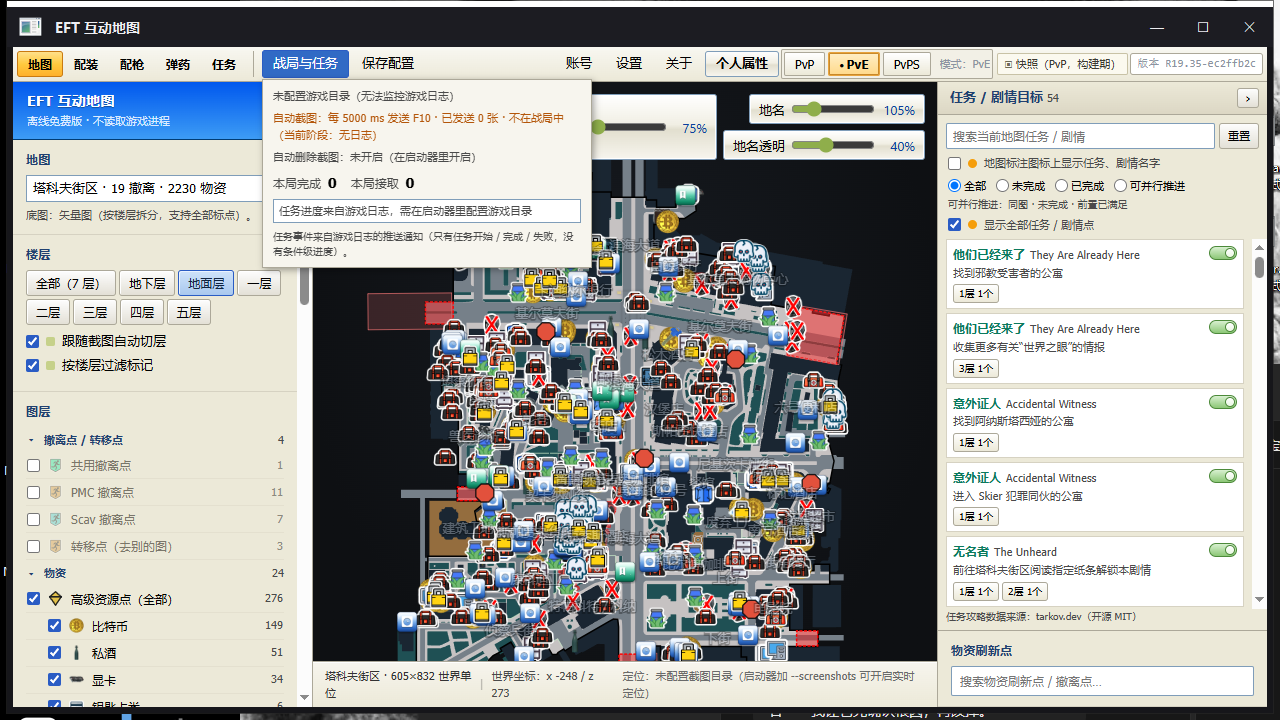 EFT 互动地图
地图 配装 配枪 弹药 任务 战局与任务 保存配置 账号 设置 关于 个人属性 PvP • PvE PvPS 模式: PvE 快照 (PvP, 构建期) 版本 R19.35-ec2ffb2c
EFT 互动地图
离线免费版 · 不读取游戏进程
地图
塔科夫街区 · 19 撤离 · 2230 物资
底图：矢量图（按楼层拆分，支持全部标点）。
楼层
全部（7 层） 地下层 地面层 一层
二层 三层 四层 五层
跟随截图自动切层
按楼层过滤标记
图层
撤离点 / 转移点 4
共用撤离点 1
PMC 撤离点 11
Scav 撤离点 7
转移点（去别的图） 3
物资 24
高级资源点（全部） 276
比特币 149
私酒 51
显卡 34
未配置游戏目录（无法监控游戏日志）
自动截图：每 5000 ms 发送 F10 · 已发送 0 张 · 不在战局中
（当前阶段：无日志）
自动删除截图：未开启（在启动器里开启）
本局完成 0 本局接取 0
任务进度来自游戏日志，需在启动器里配置游戏目录
任务事件来自游戏日志的推送通知（只有任务开始 / 完成 / 失败，没
有条件级进度）。
75%
地名 105%
地名透明 40%
基尔莫夫街
塔科夫街区 · 605×832 世界单
位
世界坐标：x -248 / z
273
定位：未配置截图目录（启动器加 --screenshots 可开启实时
定位）
任务 / 剧情目标 54
搜索当前地图任务 / 剧情
重置
地图标注图标上显示任务、剧情名字
全部 未完成 已完成 可并行推进
可并行推进：同图 · 未完成 · 前置已满足
显示全部任务 / 剧情点
他们已经来了 They Are Already Here
找到邪教受害者的公寓
1层 1个
他们已经来了 They Are Already Here
收集更多有关“世界之眼”的情报
3层 1个
意外证人 Accidental Witness
找到阿纳斯塔西娅的公寓
1层 1个
意外证人 Accidental Witness
进入 Skier 犯罪同伙的公寓
1层 1个
无名者 The Unheard
前往塔科夫街区阅读指定纸条解锁本剧情
1层 1个 2层 1个
任务攻略数据来源：tarkov.dev（开源 MIT）
物资刷新点
搜索物资刷新点 / 撤离点...